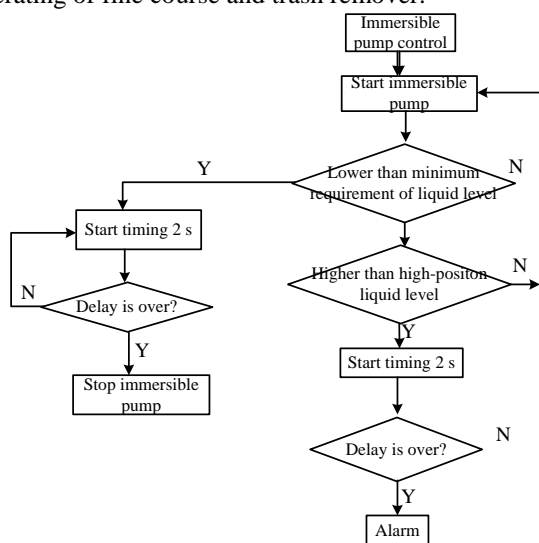 erating of fine course and trash remover.
Immersible
pump control
Start immersible
pump
Lower than minimum
requirement of liquid level
N
Y
Start timing 2 s
Higher than high-positon
liquid level
N
N
Delay is over?
Y
Y
Start timing 2 s
Stop immersible
pump
N
Delay is over?
Y
Alarm